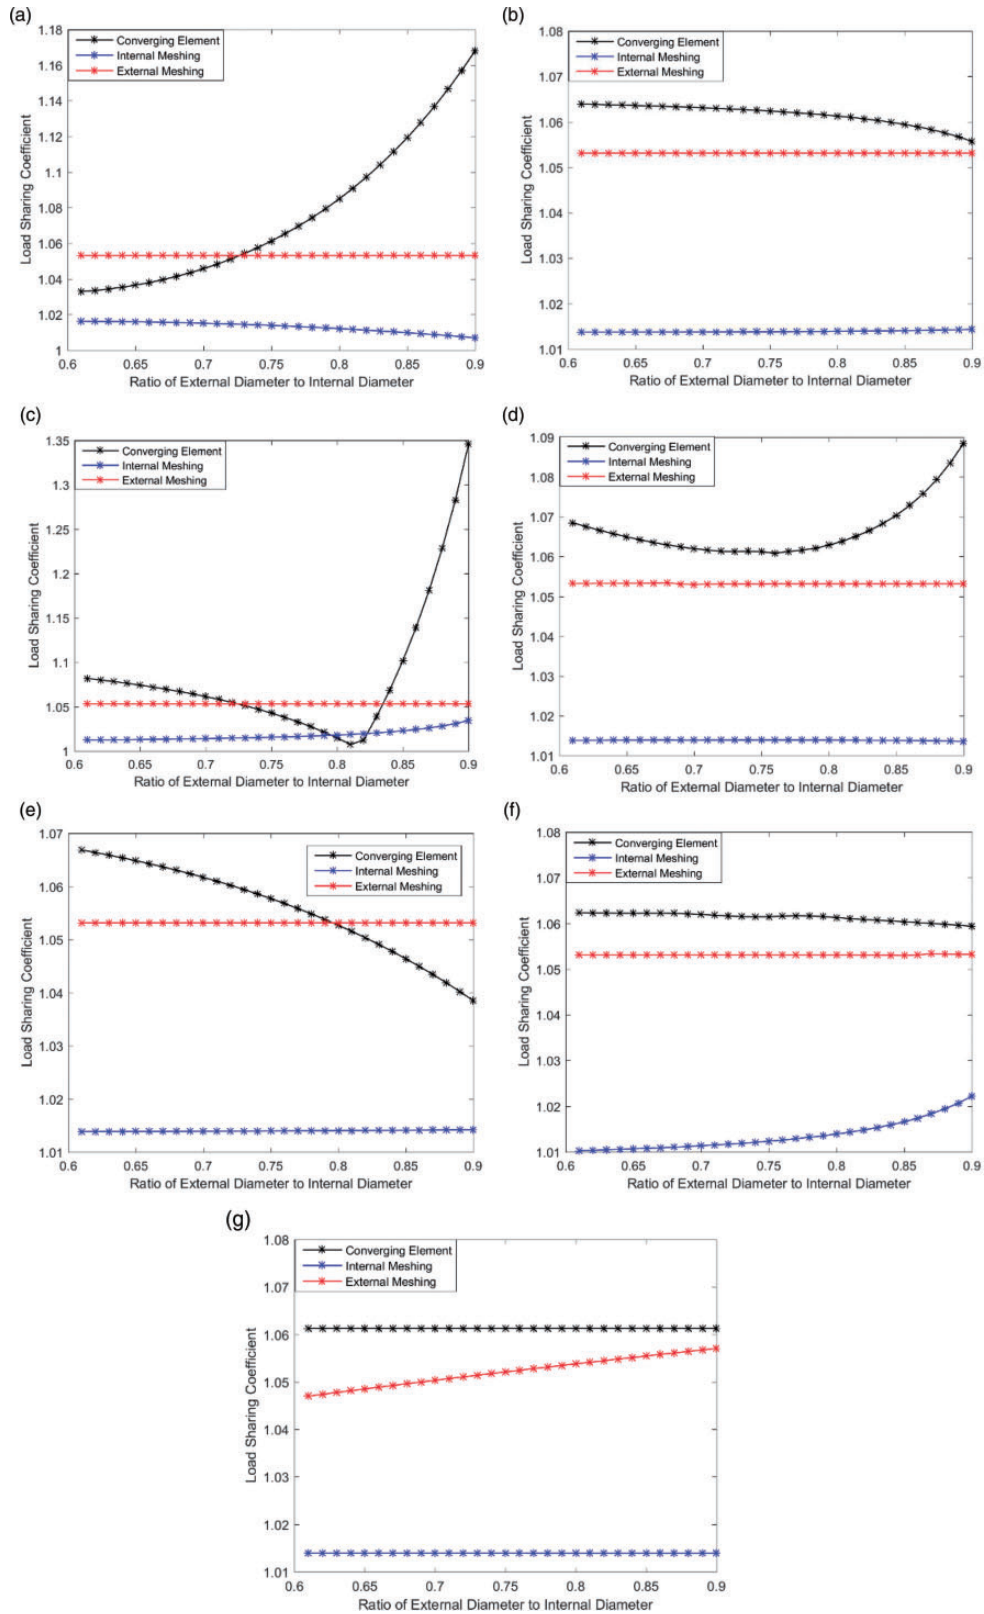 (a)
1.18
1.16
1.14
1.12
1.1
1.08
1.06
1.04
1.02
1
Load Sharing Coefficient
Converging Element
Internal Meshing
External Meshing
0.6 0.65 0.7 0.75 0.8 0.85 0.9
Ratio of External Diameter to Internal Diameter
(b)
1.08
1.07
1.06
1.05
1.04
1.03
1.02
1.01
Load Sharing Coefficient
Converging Element
Internal Meshing
External Meshing
0.6 0.65 0.7 0.75 0.8 0.85 0.9
Ratio of External Diameter to Internal Diameter
(c)
1.35
1.3
1.25
1.2
1.15
1.1
1.05
1
Load Sharing Coefficient
Converging Element
Internal Meshing
External Meshing
0.6 0.65 0.7 0.75 0.8 0.85 0.9
Ratio of External Diameter to Internal Diameter
(d)
1.09
1.08
1.07
1.06
1.05
1.04
1.03
1.02
1.01
Load Sharing Coefficient
Converging Element
Internal Meshing
External Meshing
0.6 0.65 0.7 0.75 0.8 0.85 0.9
Ratio of External Diameter to Internal Diameter
(e)
1.07
1.06
1.05
1.04
1.03
1.02
1.01
Load Sharing Coefficient
Converging Element
Internal Meshing
External Meshing
0.6 0.65 0.7 0.75 0.8 0.85 0.9
Ratio of External Diameter to Internal Diameter
(f)
1.08
1.07
1.06
1.05
1.04
1.03
1.02
1.01
Load Sharing Coefficient
Converging Element
Internal Meshing
External Meshing
0.6 0.65 0.7 0.75 0.8 0.85 0.9
Ratio of External Diameter to Internal Diameter
(g)
1.08
1.07
1.06
1.05
1.04
1.03
1.02
1.01
Load Sharing Coefficient
Converging Element
Internal Meshing
External Meshing
0.6 0.65 0.7 0.75 0.8 0.85 0.9
Ratio of External Diameter to Internal Diameter